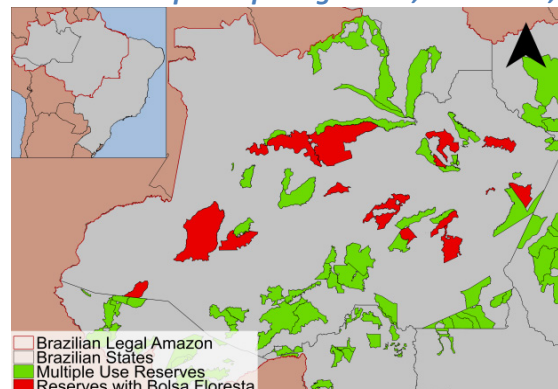 Brazilian Legal Amazon
Brazilian States
Multiple Use Reserves
Reserves with Bolsa Floresta